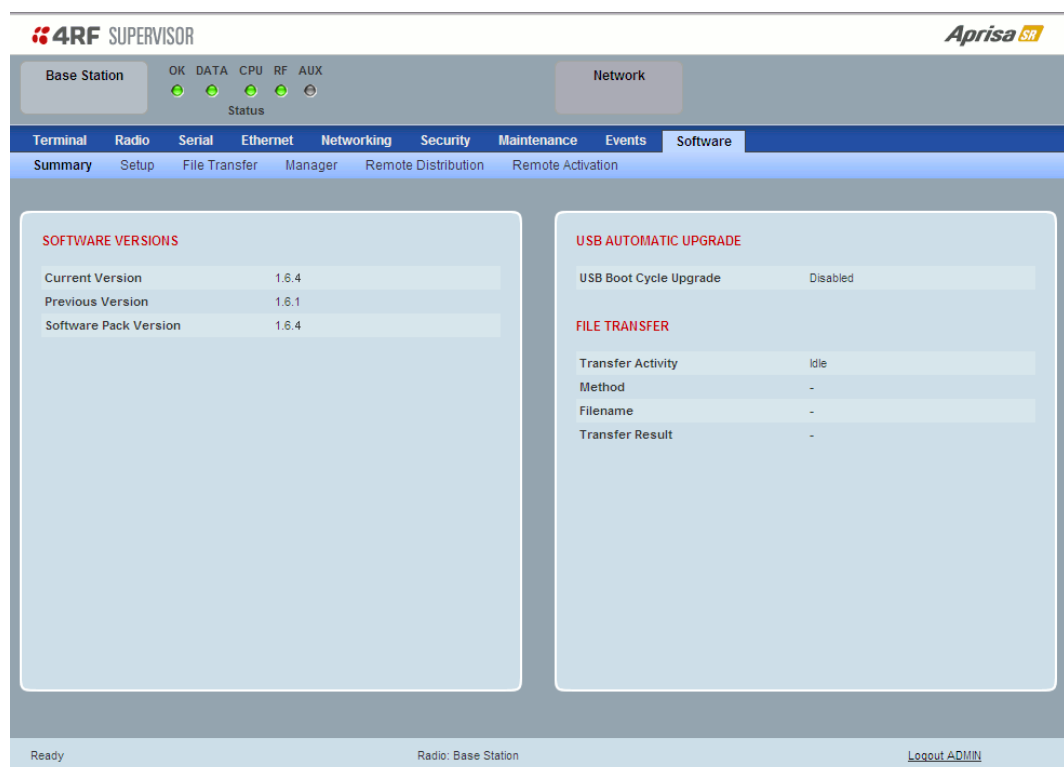 4RF SUPERVISOR
Aprisa SR
Base Station
OK DATA CPU RF AUX
Status
Network
Terminal Radio Serial Ethernet Networking Security Maintenance Events Software
Summary Setup File Transfer Manager Remote Distribution Remote Activation
SOFTWARE VERSIONS
Current Version 1.6.4
Previous Version 1.6.1
Software Pack Version 1.6.4
USB AUTOMATIC UPGRADE
USB Boot Cycle Upgrade Disabled
FILE TRANSFER
Transfer Activity Idle
Method -
Filename -
Transfer Result -
Ready Radio: Base Station Logout ADMIN